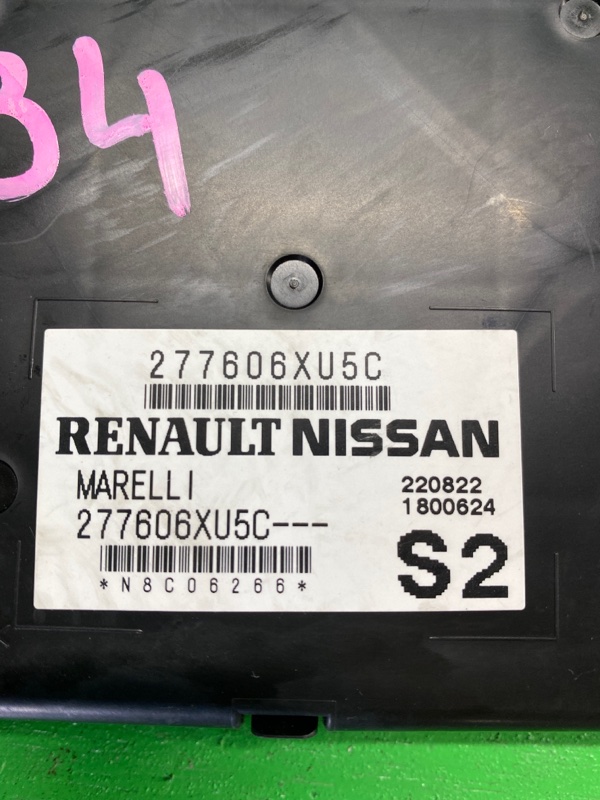 34
277606XU5C
RENAULT NISSAN
MARELLI
220822
277606XU5C---
1800624
S2
*N8C06266*